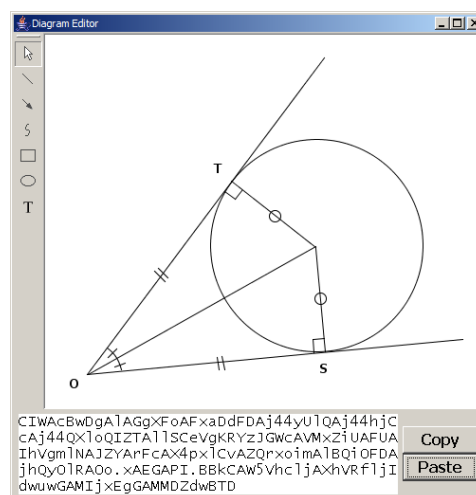 Diagram Editor
T
T
O
S
CIWAcBwDgAlAGgXFoAFxaDdFDAj44yUlQAj44hjC
cAj44QXloQIZTAllSCeVgKRYzJGWcAVMxZiUAFUA
IhVgmlNAJZYArFcAX4pxlCvAZQrxoimAlBQiOFDA
jhQyOlRAOo.xAEGAPI.BBkCAW5VhcljAxhVRfljI
dwuwGAMIjxEgGAMMDZdwBTD
Copy
Paste